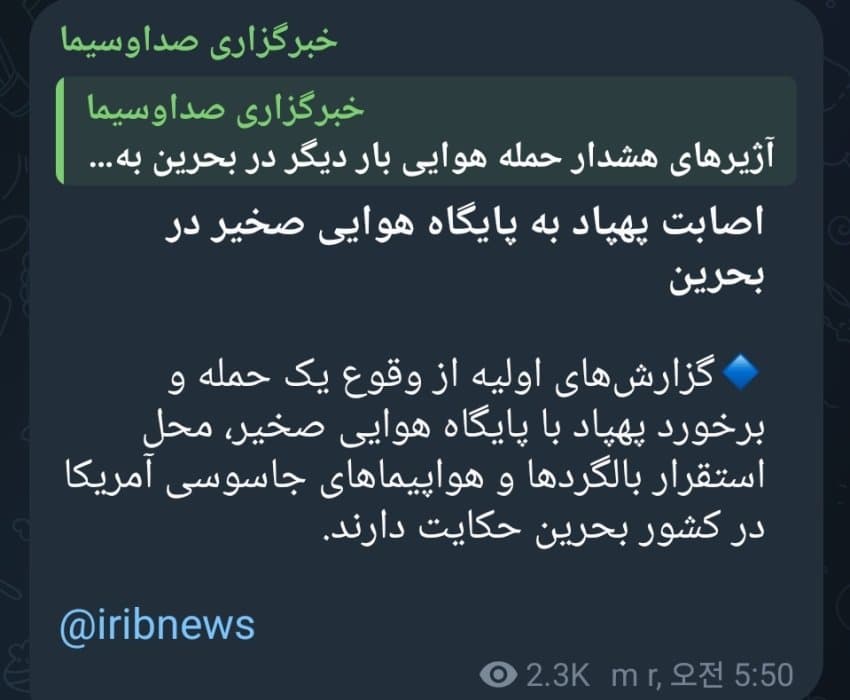 خبرگزاری صداوسیما
خبرگزاری صداوسیما
آژیرهای هشدار حمله هوایی بار دیگر در بحرین به...
اصابت پهپاد به پایگاه هوایی صخیر در
بحرین
🔷گزارش‌های اولیه از وقوع یک حمله و
برخورد پهپاد با پایگاه هوایی صخیر، محل
استقرار بالگردها و هواپیماهای جاسوسی آمریکا
در کشور بحرین حکایت دارند.
@iribnews
2.3K m r, 오전 5:50